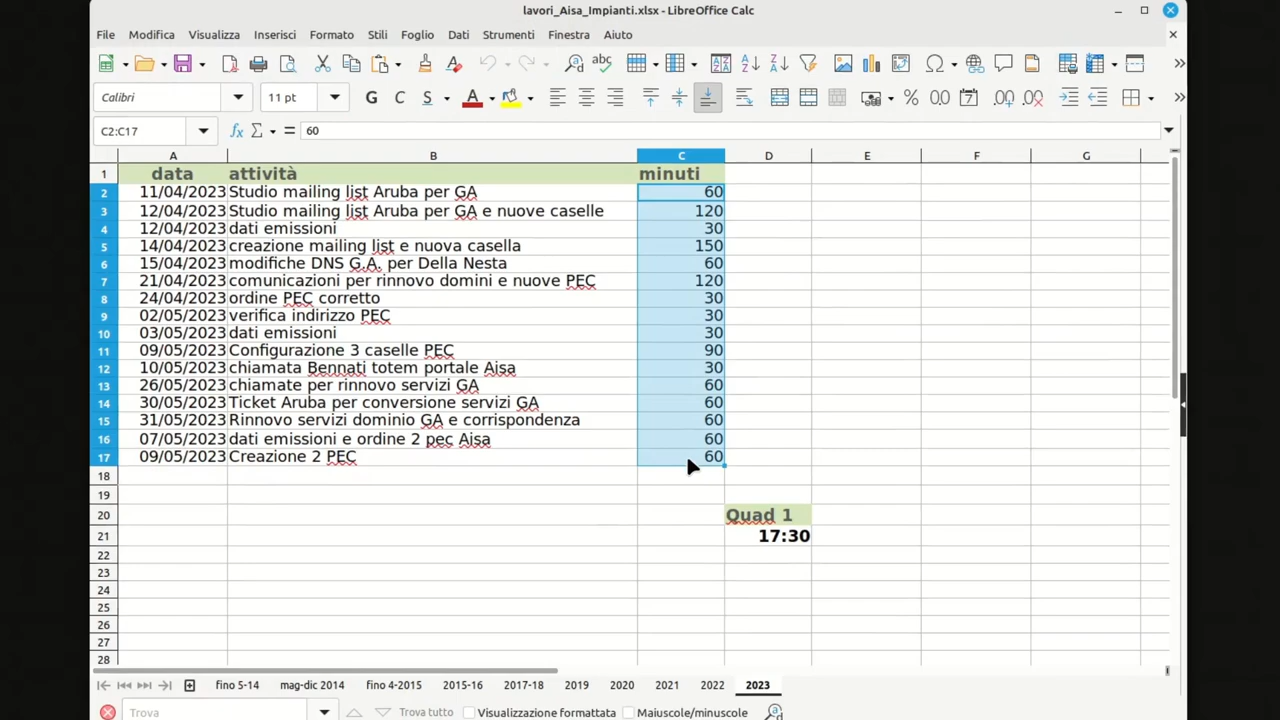 lavori_Aisa_Impianti.xlsx - LibreOffice Calc
File Modifica Visualizza Inserisci Formato Stili Foglio Dati Strumenti Finestra Aiuto
Calibri 11 pt G C S A
C2:C17 60
A B C D E F G
1 data attività minuti
2 11/04/2023 Studio mailing list Aruba per GA 60
3 12/04/2023 Studio mailing list Aruba per GA e nuove caselle 120
4 12/04/2023 dati emissioni 30
5 14/04/2023 creazione mailing list e nuova casella 150
6 15/04/2023 modifiche DNS G.A. per Della Nesta 60
7 21/04/2023 comunicazioni per rinnovo domini e nuove PEC 120
8 24/04/2023 ordine PEC corretto 30
9 02/05/2023 verifica indirizzo PEC 30
10 03/05/2023 dati emissioni 30
11 09/05/2023 Configurazione 3 caselle PEC 90
12 10/05/2023 chiamata Bennati totem portale Aisa 30
13 26/05/2023 chiamate per rinnovo servizi GA 60
14 30/05/2023 Ticket Aruba per conversione servizi GA 60
15 31/05/2023 Rinnovo servizi dominio GA e corrispondenza 60
16 07/05/2023 dati emissioni e ordine 2 pec Aisa 60
17 09/05/2023 Creazione 2 PEC 60
18
19
20 Quad 1
21 17:30
22
23
24
25
26
27
28
fino 5-14 mag-dic 2014 fino 4-2015 2015-16 2017-18 2019 2020 2021 2022 2023
Trova Trova tutto Visualizzazione formattata Maiuscole/minuscole